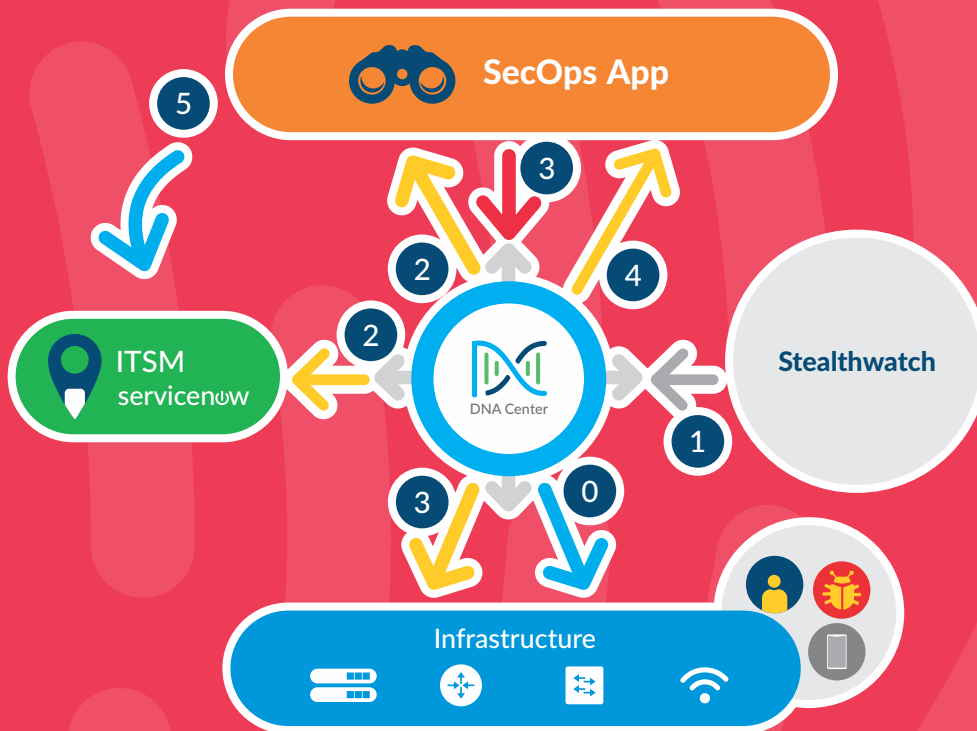 SecOps App
5
3
2
4
2
ITSM
servicenow
DNA Center
Stealthwatch
1
3
0
Infrastructure